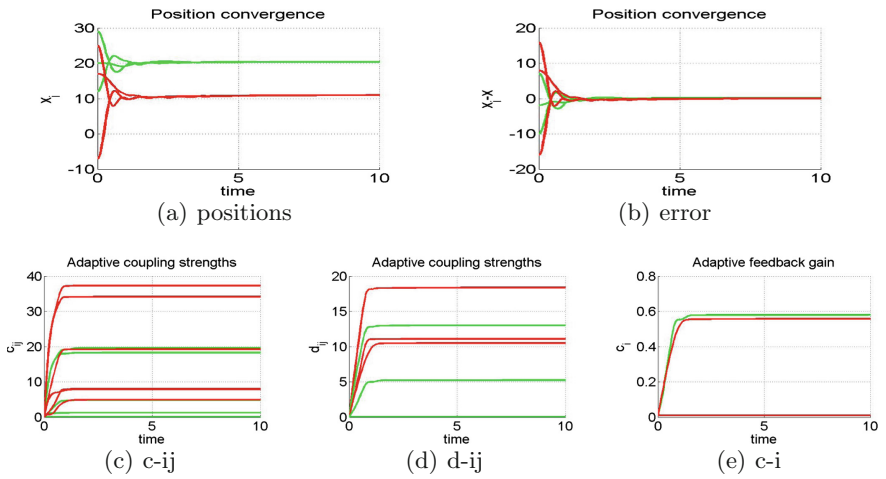 Position convergence
30
20
10
0
-10
0
5
10
x_i
time
(a) positions
Position convergence
20
10
0
-10
-20
0
5
10
x_i-x
time
(b) error
Adaptive coupling strengths
40
30
20
10
0
0
5
10
c_ij
time
(c) c-ij
Adaptive coupling strengths
20
15
10
5
0
0
5
10
d_ij
time
(d) d-ij
Adaptive feedback gain
0.8
0.6
0.4
0.2
0
0
5
10
c_i
time
(e) c-i